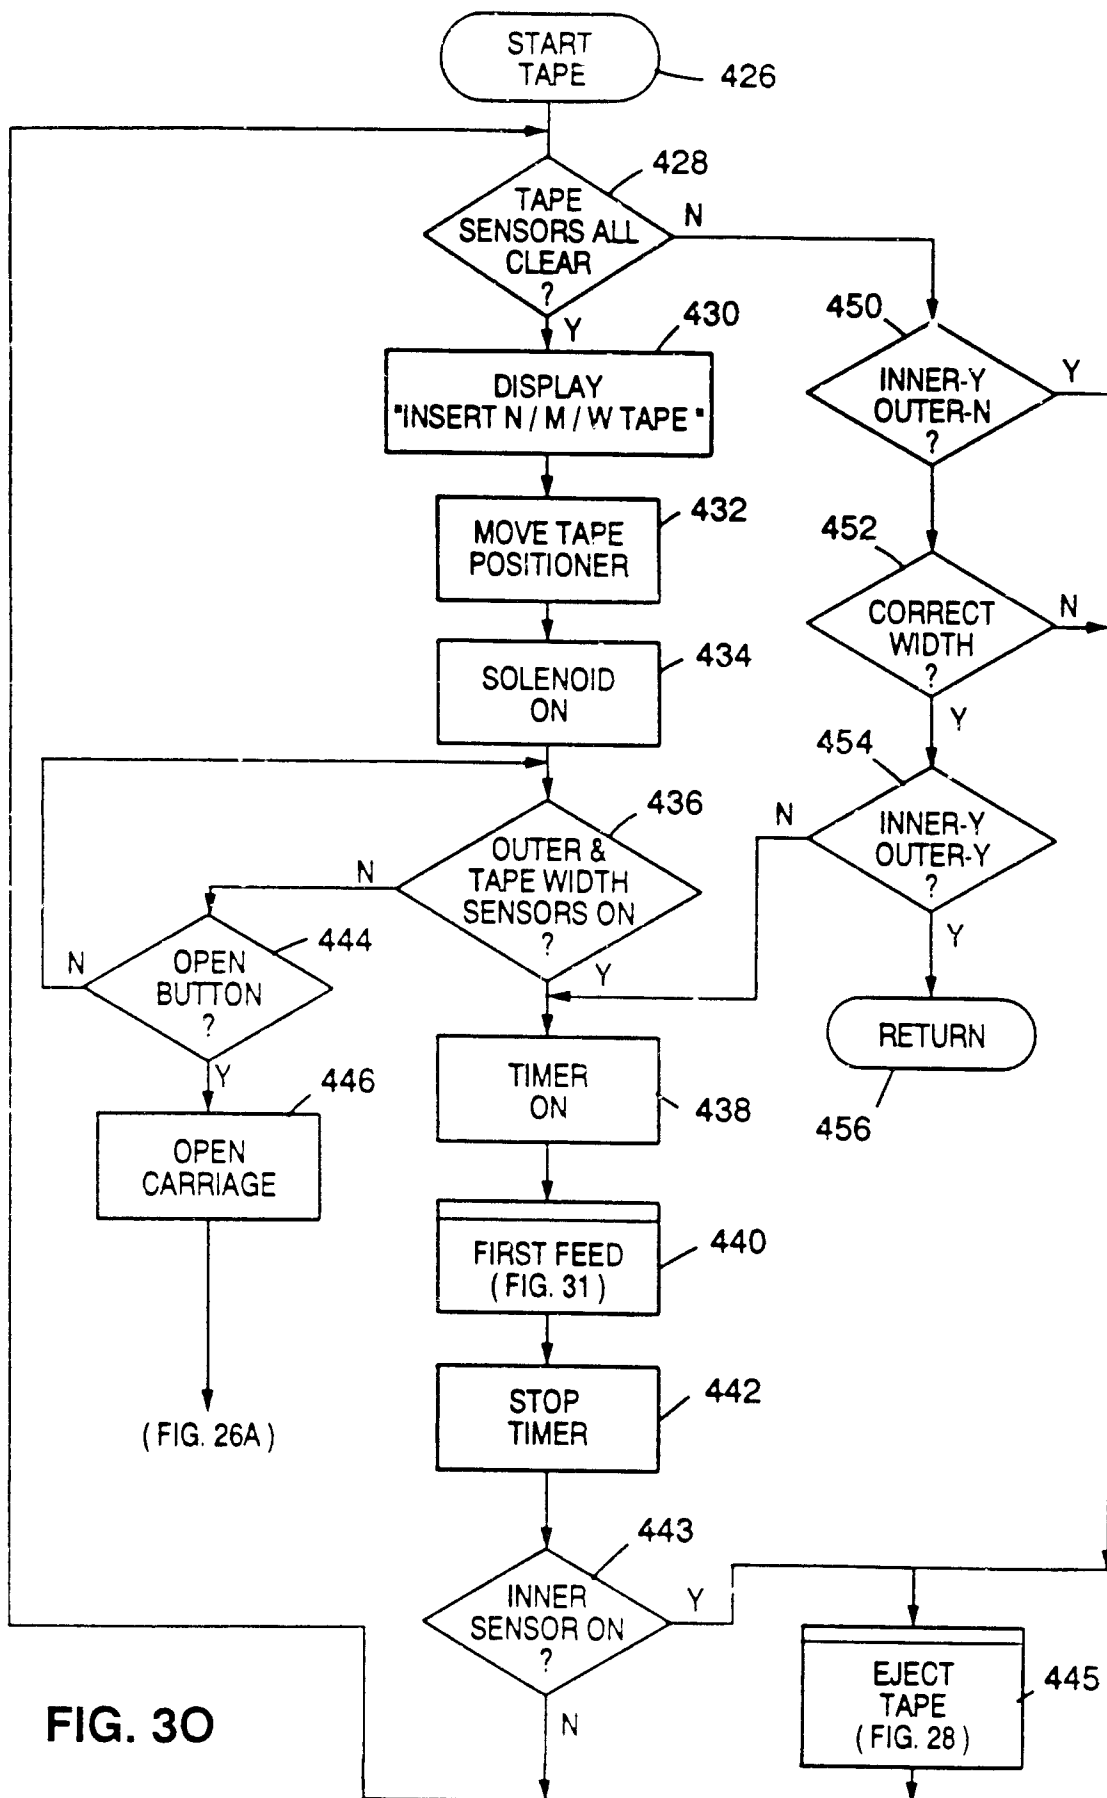 START
TAPE
426
428
TAPE
SENSORS ALL
CLEAR
?
N
Y
430
DISPLAY
"INSERT N / M / W TAPE "
450
INNER-Y
OUTER-N
?
Y
432
MOVE TAPE
POSITIONER
452
CORRECT
WIDTH
?
N
Y
434
SOLENOID
ON
454
INNER-Y
OUTER-Y
?
N
Y
436
OUTER &
TAPE WIDTH
SENSORS ON
?
N
Y
444
OPEN
BUTTON
?
N
Y
RETURN
456
446
OPEN
CARRIAGE
(FIG. 26A)
TIMER
ON
438
FIRST FEED
(FIG. 31)
440
STOP
TIMER
442
443
INNER
SENSOR ON
?
Y
N
EJECT
TAPE
(FIG. 28)
445
FIG. 30